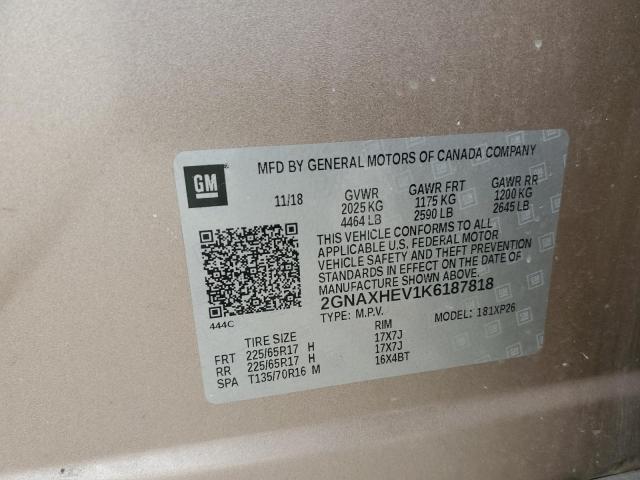 GM
MFD BY GENERAL MOTORS OF CANADA COMPANY
11/18 GVWR GAWR FRT GAWR RR
2025 KG 1175 KG 1200 KG
4464 LB 2590 LB 2645 LB
THIS VEHICLE CONFORMS TO ALL
APPLICABLE U.S. FEDERAL MOTOR
VEHICLE SAFETY AND THEFT PREVENTION
STANDARDS IN EFFECT ON THE DATE OF
MANUFACTURE SHOWN ABOVE.
2GNAXHEV1K6187818
444C TYPE: M.P.V. MODEL: 181XP26
TIRE SIZE RIM
FRT 225/65R17 H 17X7J
RR 225/65R17 H 17X7J
SPA T135/70R16 M 16X4BT